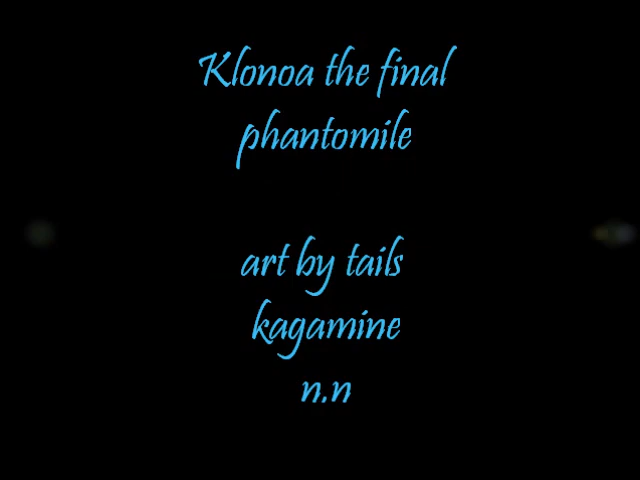 Klonoa the final
phantomile
art by tails
kagamine
n.n